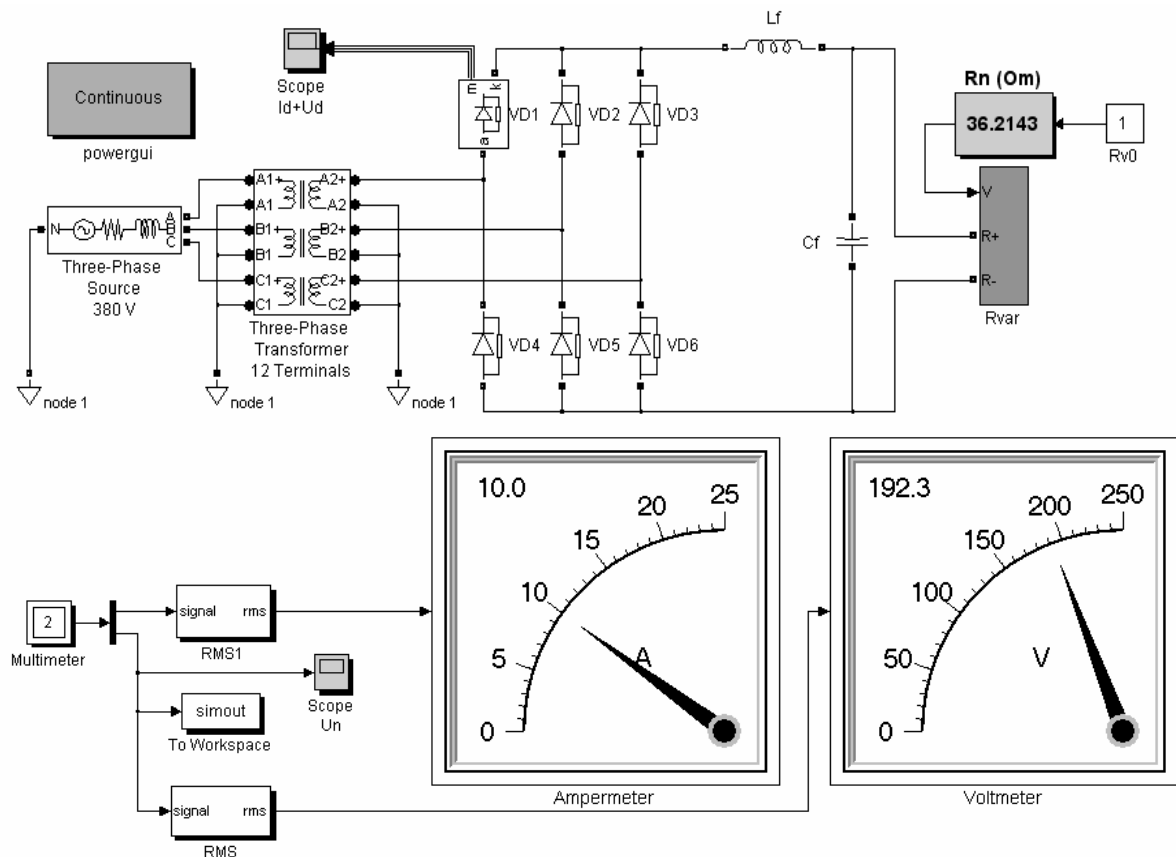 Lf
Scope
Id+Ud
m
k
a
VD1
VD2
VD3
Continuous
powergui
Rn (Om)
36.2143
1
Rv0
V
R+
R-
Rvar
Cf
N
A
B
C
Three-Phase
Source
380 V
A1+
A1
B1+
B1
C1+
C1
A2+
A2
B2+
B2
C2+
C2
Three-Phase
Transformer
12 Terminals
VD4
VD5
VD6
node 1
node 1
node 1
2
Multimeter
signal rms
RMS1
Scope
Un
simout
To Workspace
signal rms
RMS
10.0
0
5
10
15
20
25
A
Ampermeter
192.3
0
50
100
150
200
250
V
Voltmeter